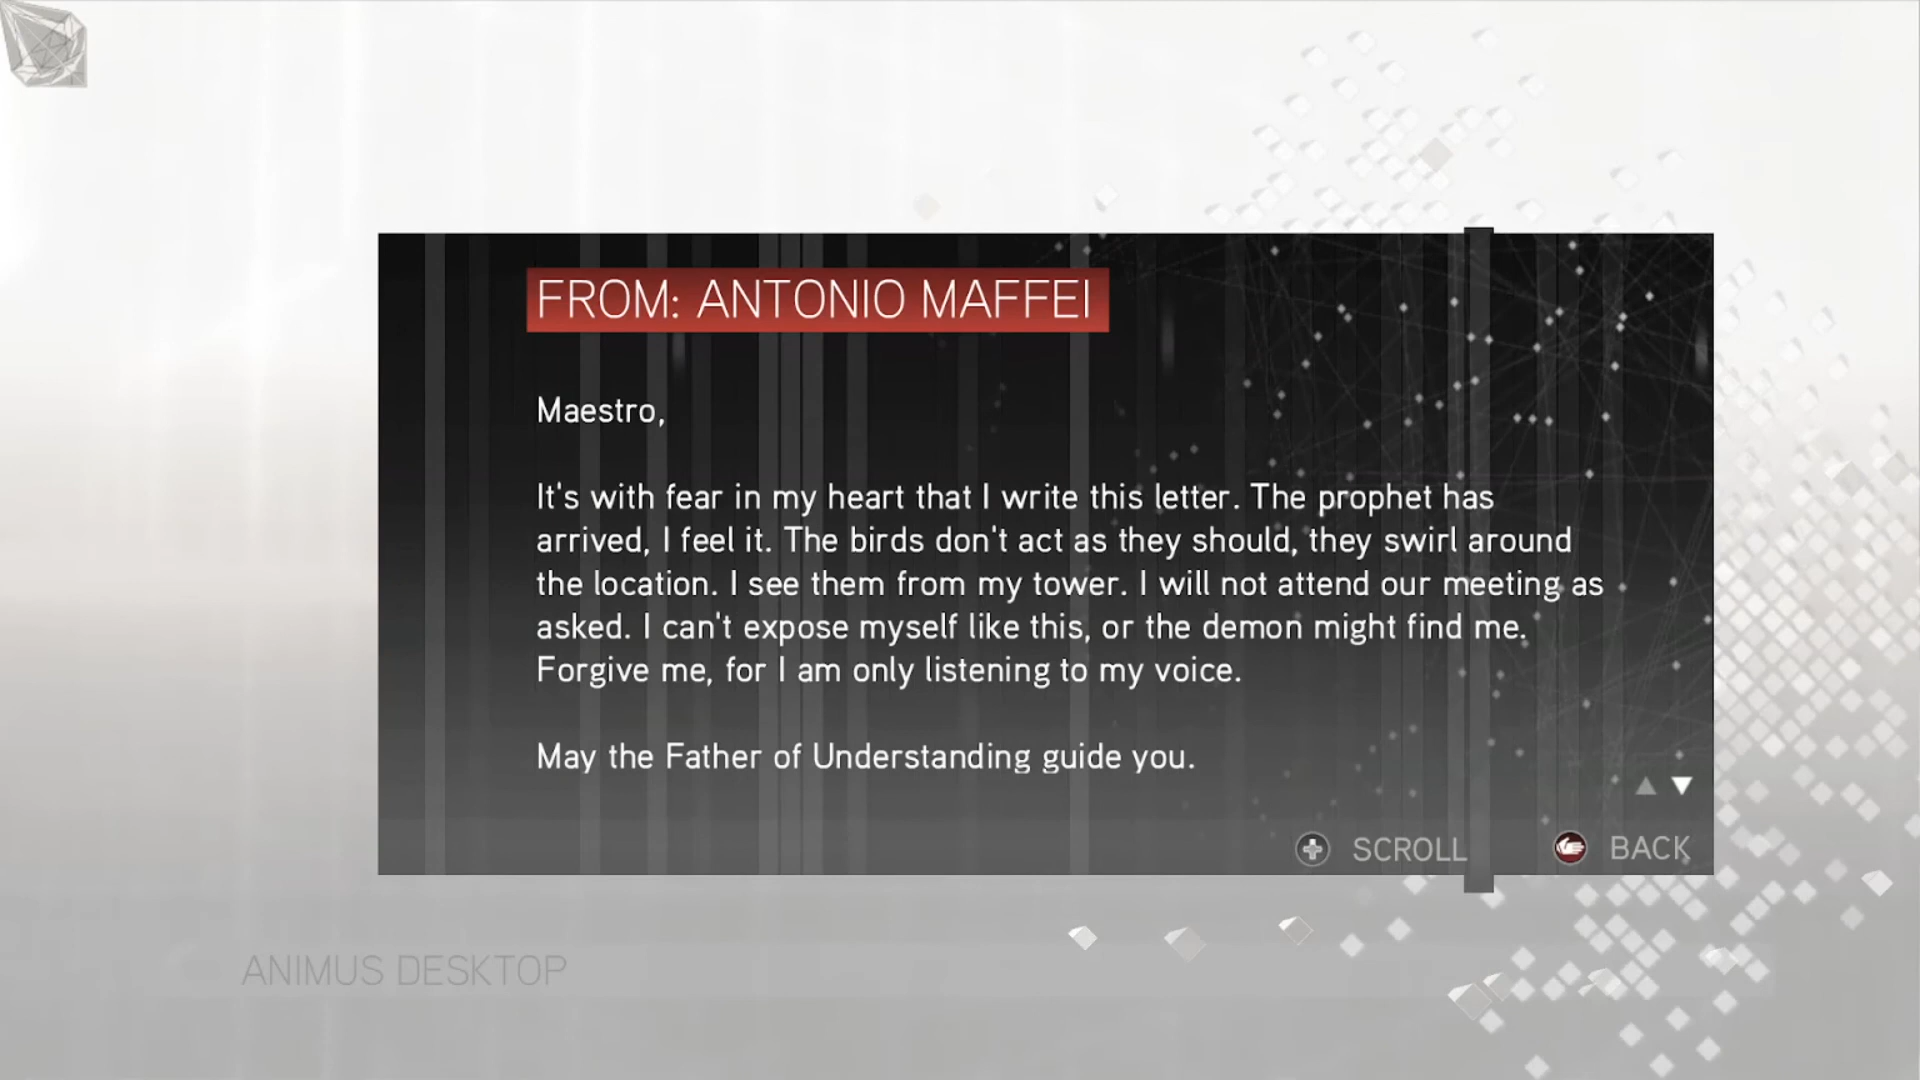 FROM: ANTONIO MAFFEI
Maestro,
It's with fear in my heart that I write this letter. The prophet has
arrived, I feel it. The birds don't act as they should, they swirl around
the location. I see them from my tower. I will not attend our meeting as
asked. I can't expose myself like this, or the demon might find me.
Forgive me, for I am only listening to my voice.
May the Father of Understanding guide you.
SCROLL BACK
ANIMUS DESKTOP